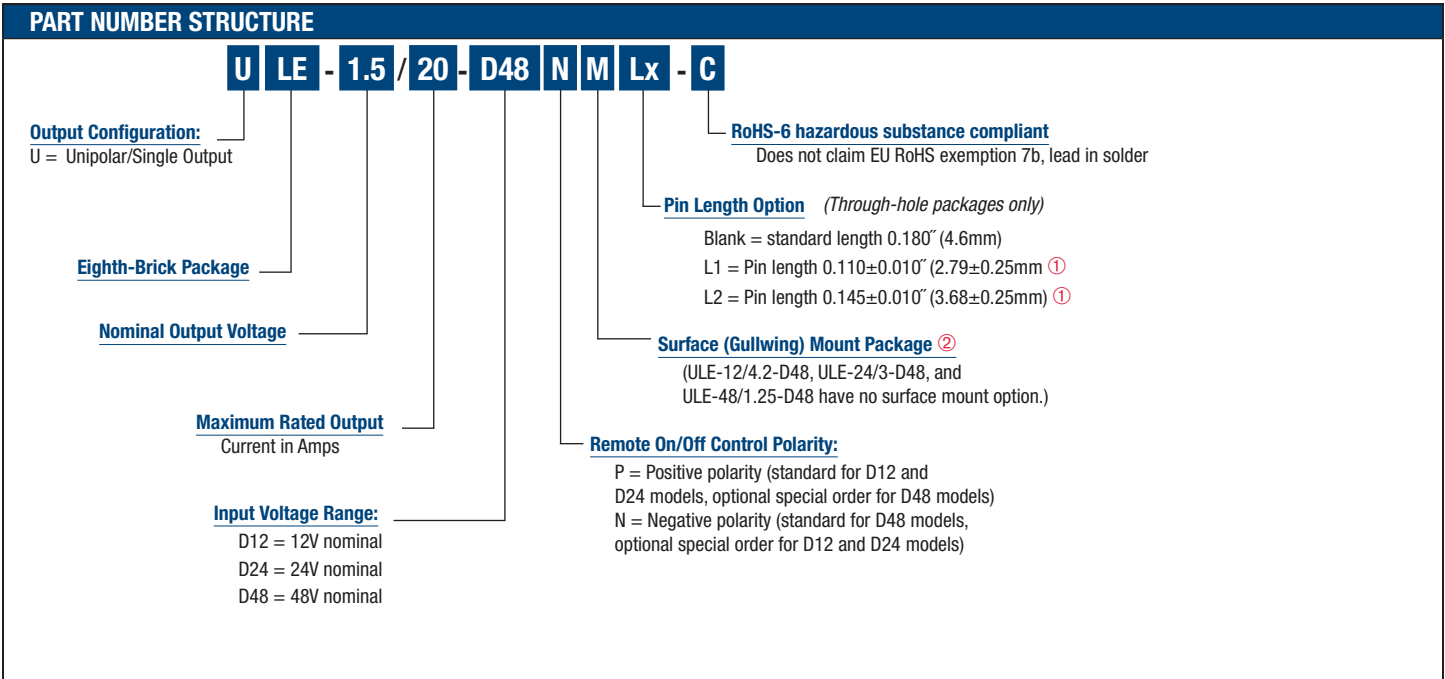 PART NUMBER STRUCTURE
U LE - 1.5 / 20 - D48 N M Lx - C
Output Configuration:
U = Unipolar/Single Output
RoHS-6 hazardous substance compliant
Does not claim EU RoHS exemption 7b, lead in solder
Pin Length Option (Through-hole packages only)
Blank = standard length 0.180˝ (4.6mm)
L1 = Pin length 0.110±0.010˝ (2.79±0.25mm ①
L2 = Pin length 0.145±0.010˝ (3.68±0.25mm) ①
Eighth-Brick Package
Nominal Output Voltage
Surface (Gullwing) Mount Package ②
(ULE-12/4.2-D48, ULE-24/3-D48, and
ULE-48/1.25-D48 have no surface mount option.)
Maximum Rated Output
Current in Amps
Remote On/Off Control Polarity:
P = Positive polarity (standard for D12 and
D24 models, optional special order for D48 models)
N = Negative polarity (standard for D48 models,
optional special order for D12 and D24 models)
Input Voltage Range:
D12 = 12V nominal
D24 = 24V nominal
D48 = 48V nominal